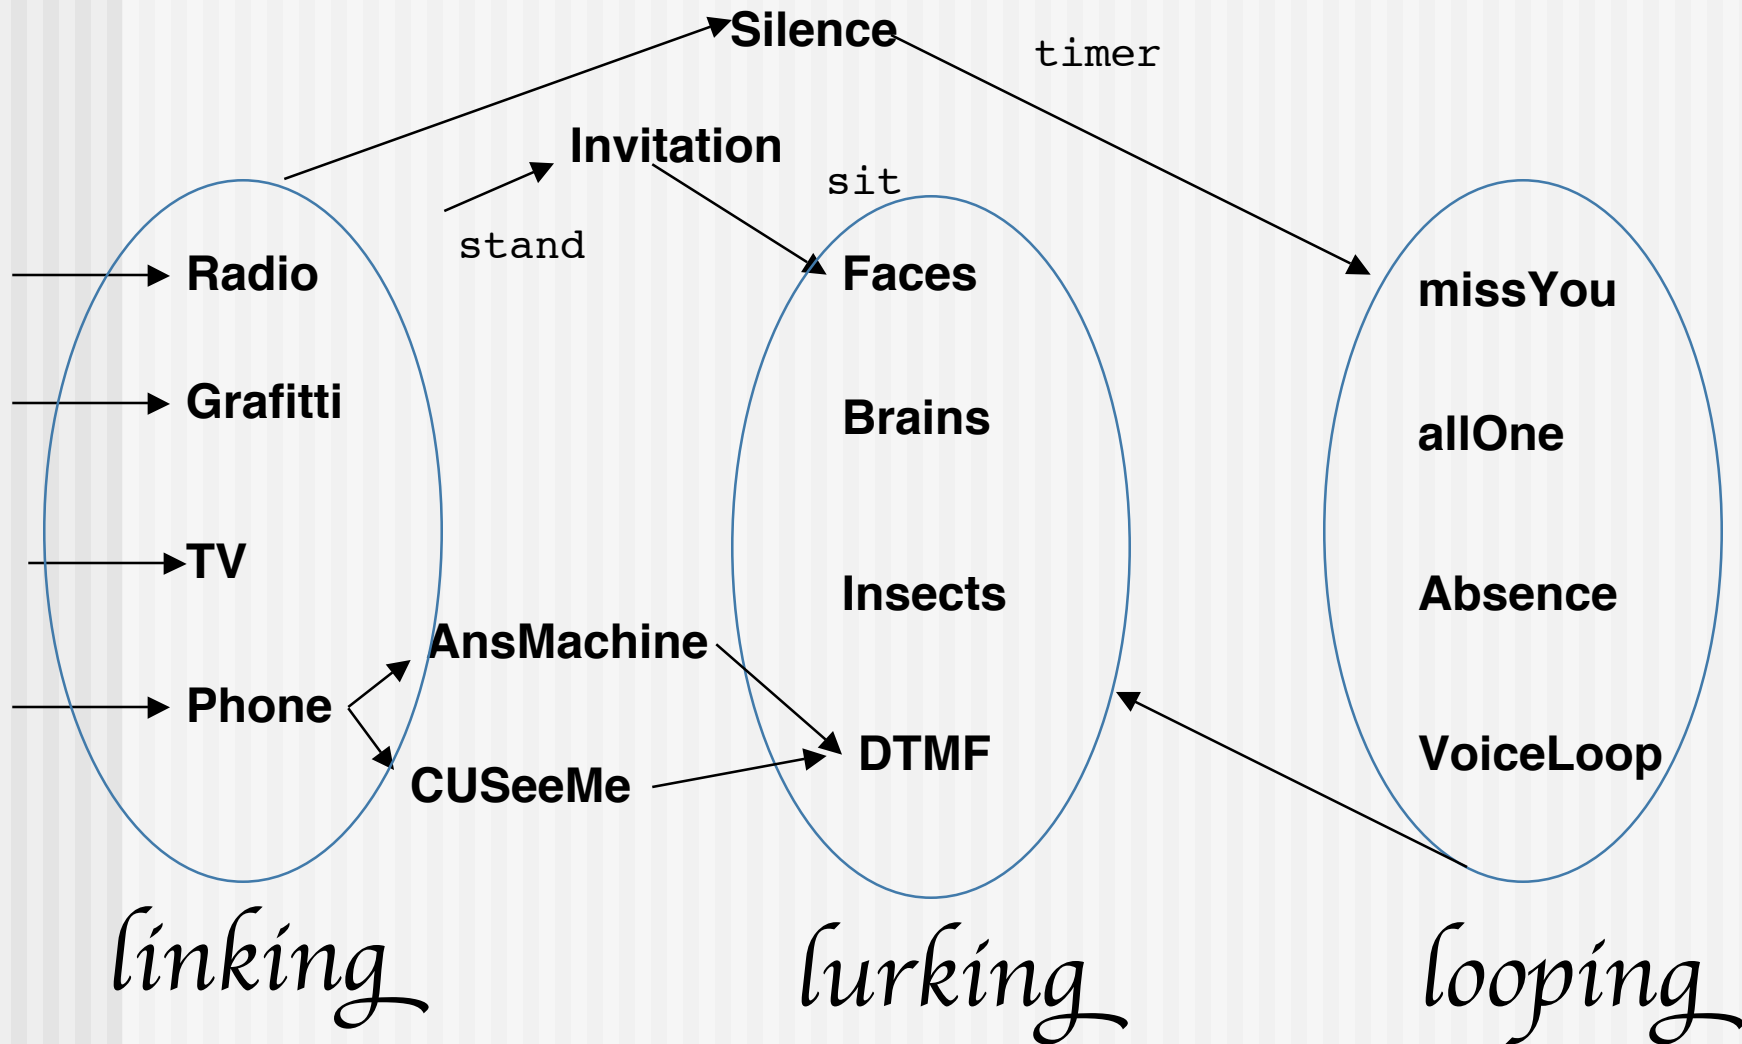 Silence
timer
Invitation
sit
stand
Radio
Grafitti
TV
Phone
AnsMachine
CUSeeMe
Faces
Brains
Insects
DTMF
missYou
allOne
Absence
VoiceLoop
linking
lurking
looping